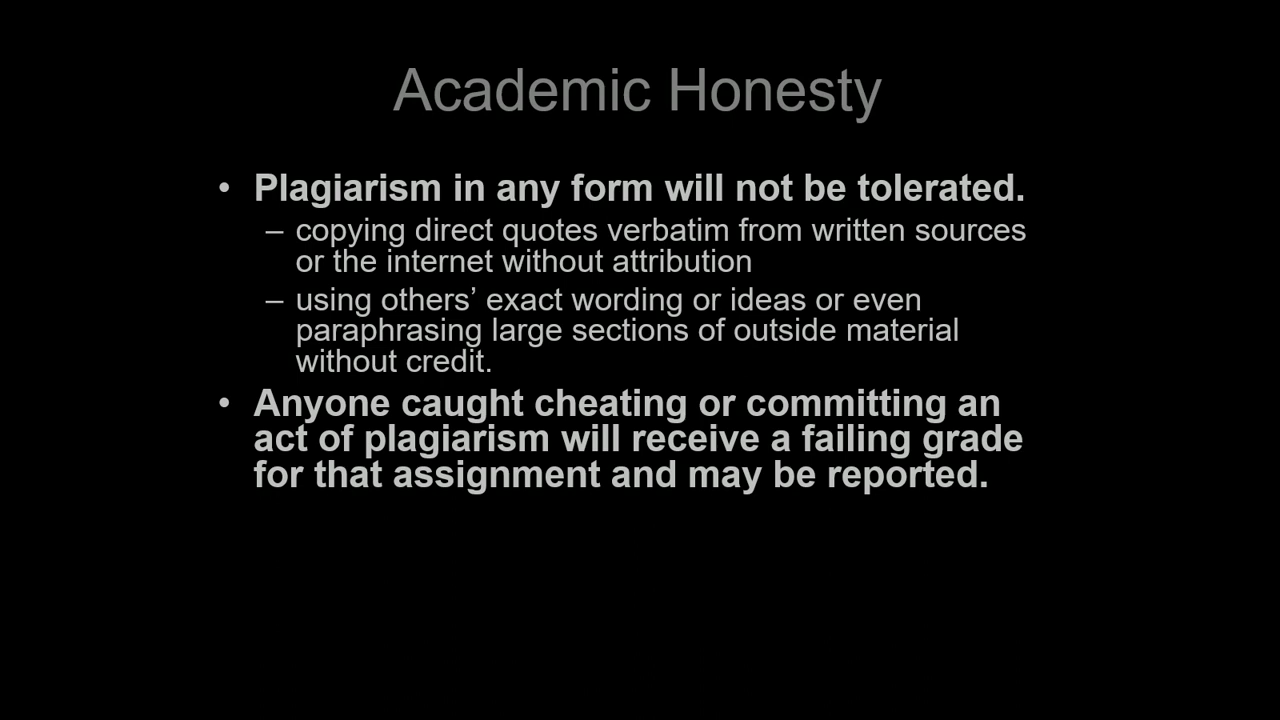 Academic Honesty
• Plagiarism in any form will not be tolerated.
– copying direct quotes verbatim from written sources
or the internet without attribution
– using others’ exact wording or ideas or even
paraphrasing large sections of outside material
without credit.
• Anyone caught cheating or committing an
act of plagiarism will receive a failing grade
for that assignment and may be reported.